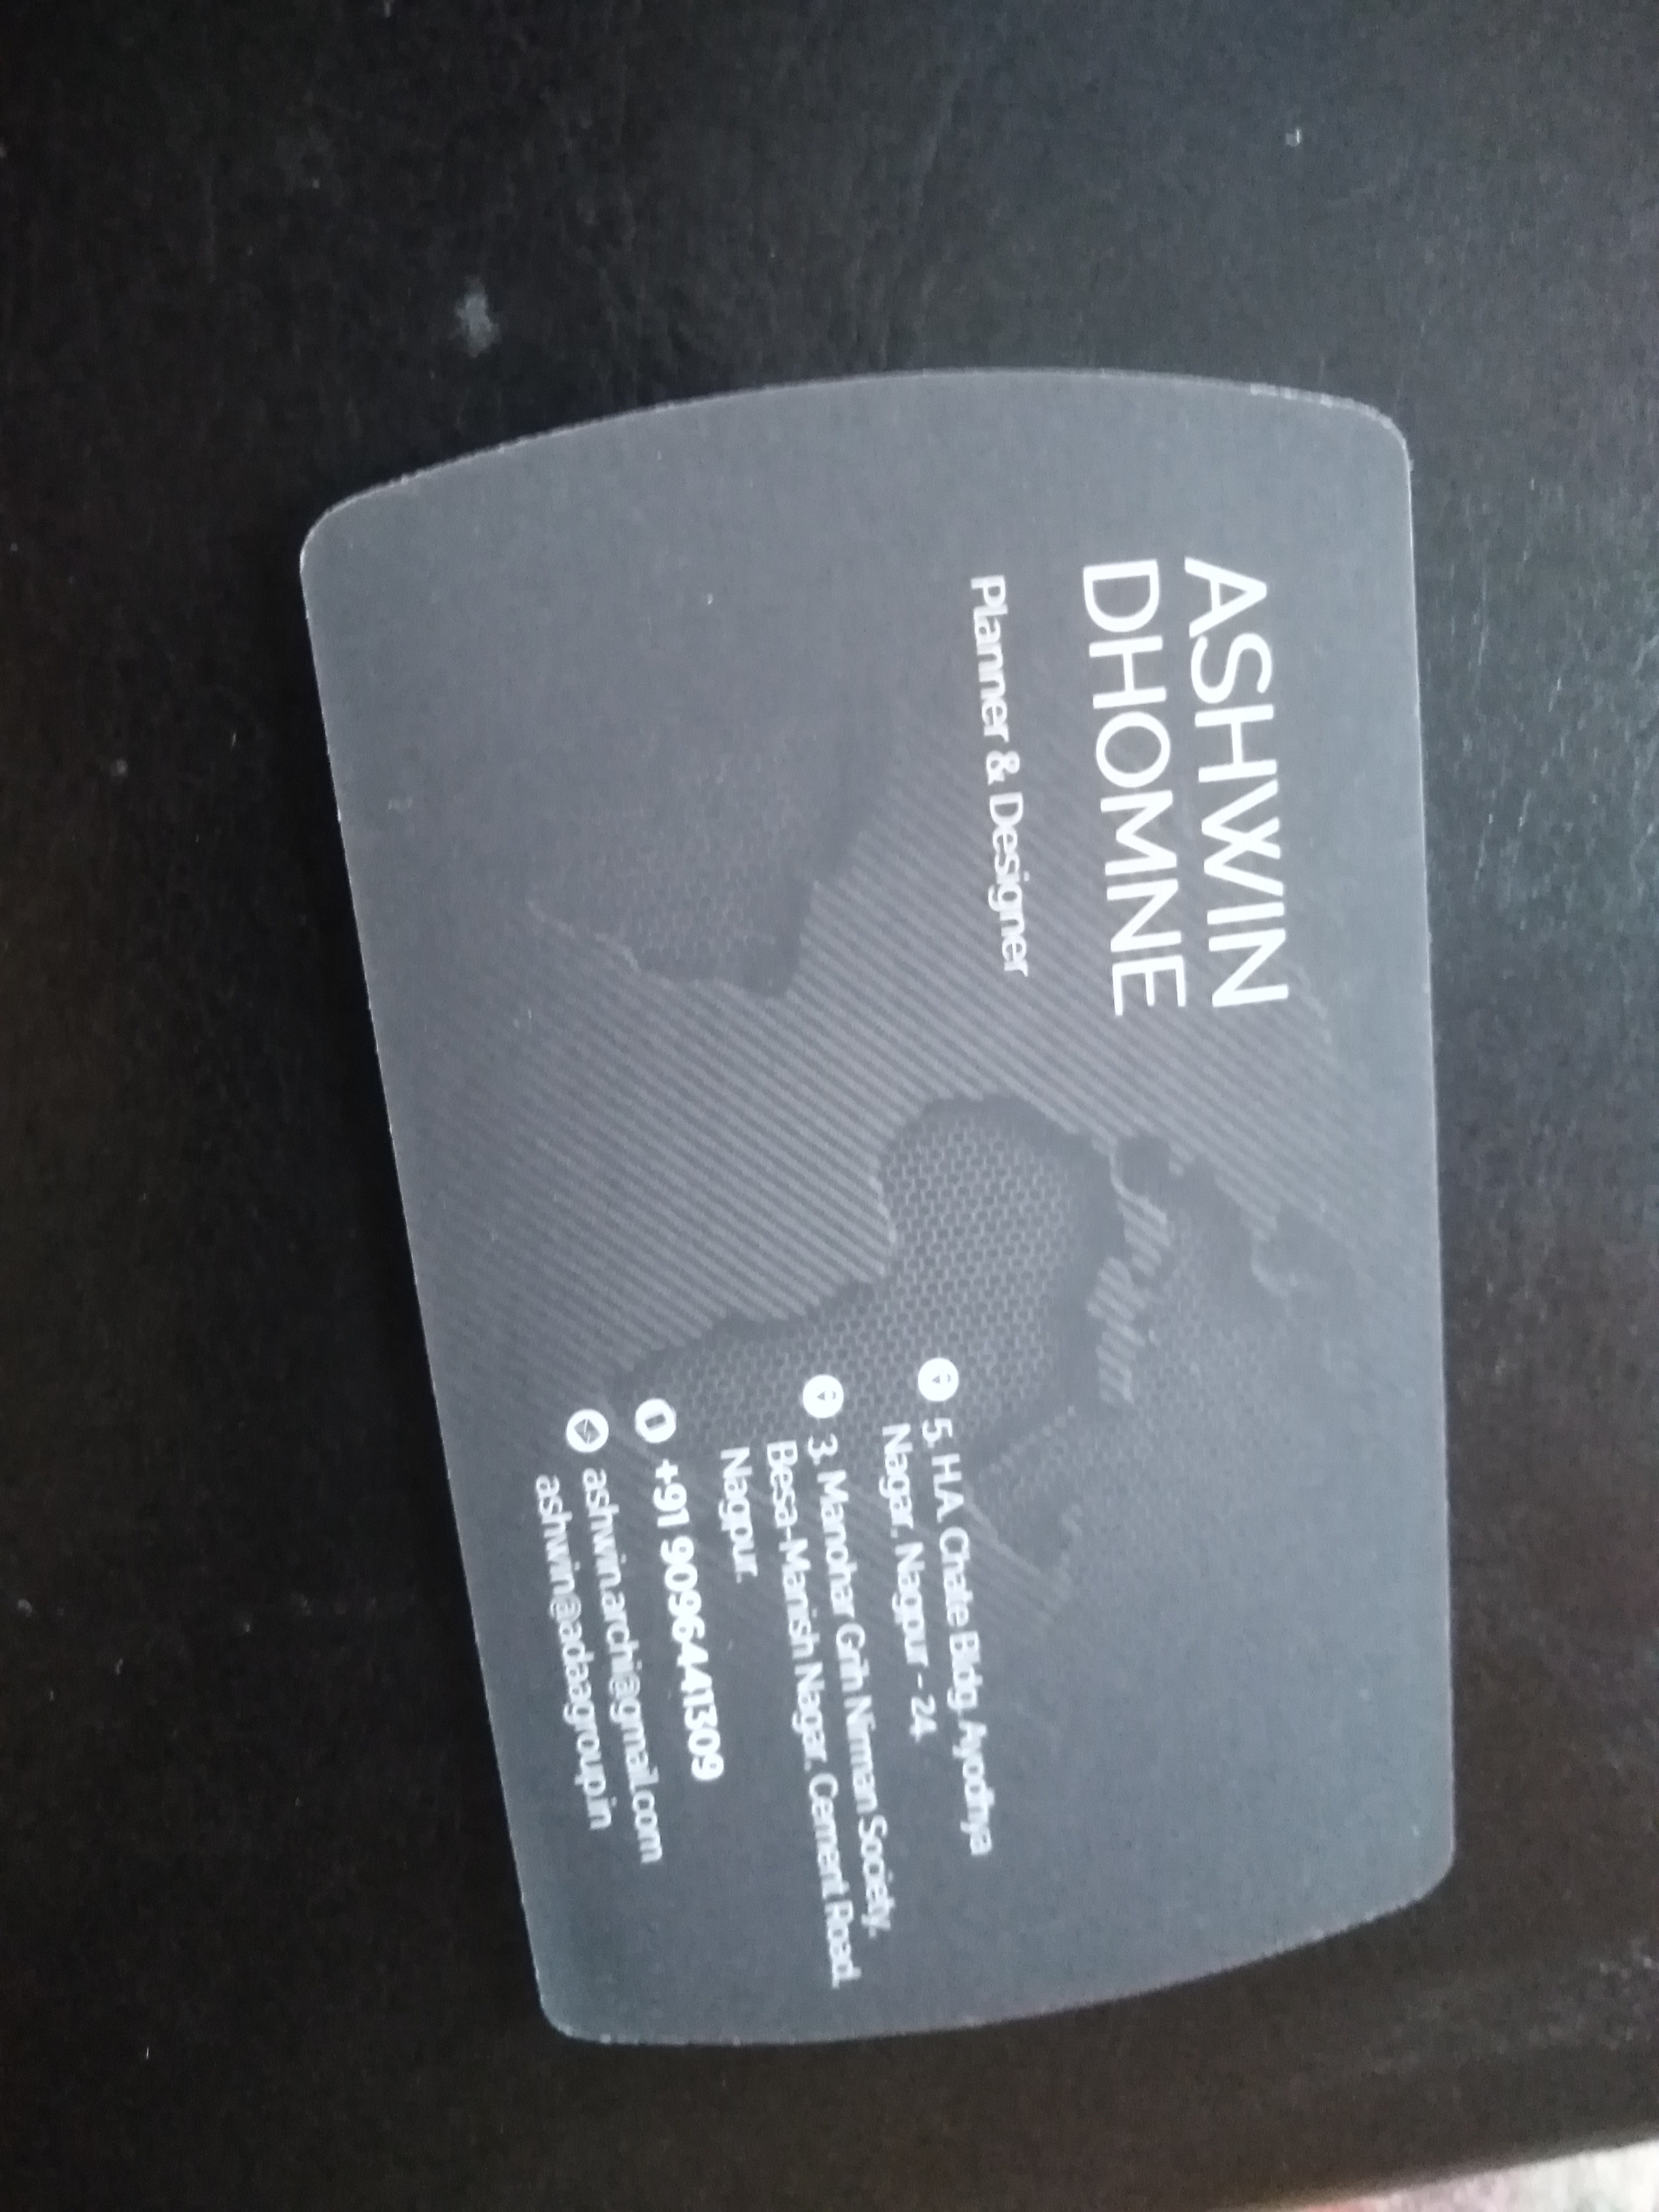 ASHWIN
DHOMNE
Planner & Designer
5, H.A. Chate Bldg, Ayodhya
Nagar, Nagpur - 24.
3, Manohar Grih Nirman Society,
Besa-Manish Nagar, Cement Road,
Nagpur.
+91 9096441309
ashwin.archi@gmail.com
ashwin@adaagroup.in